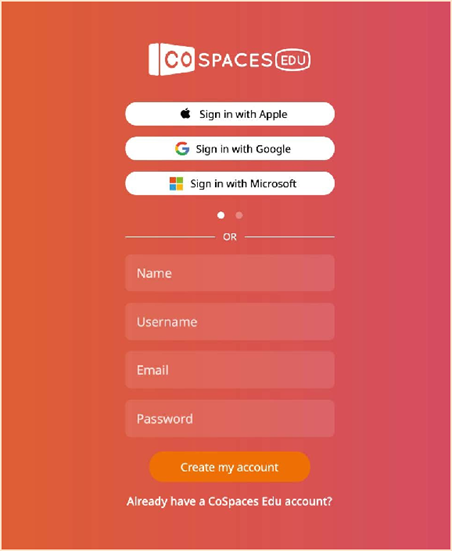 COSPACES EDU
Sign in with Apple
Sign in with Google
Sign in with Microsoft
OR
Name
Username
Email
Password
Create my account
Already have a CoSpaces Edu account?